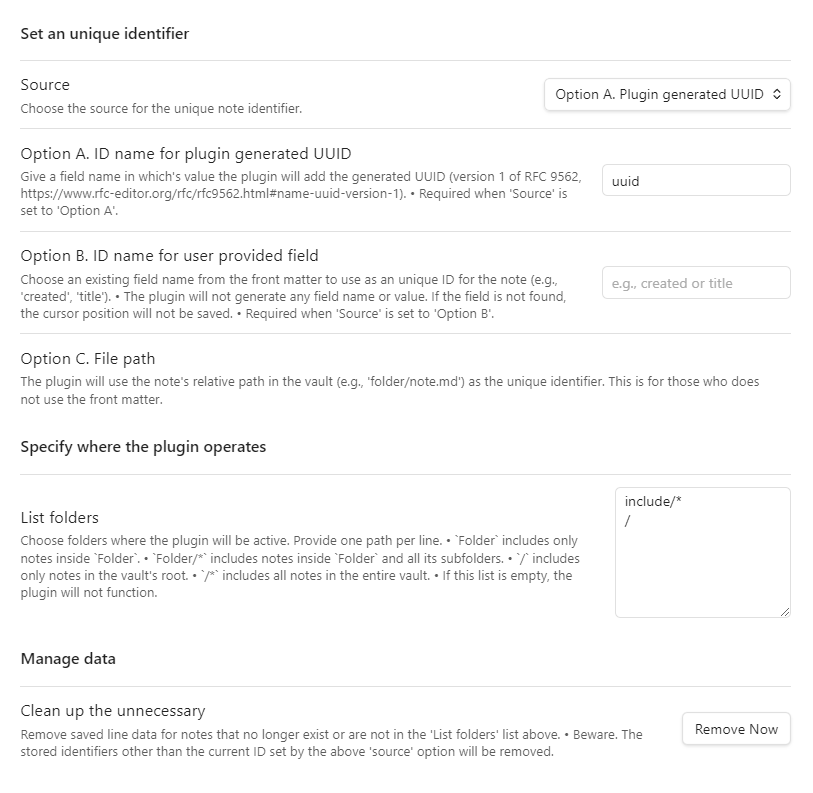 Set an unique identifier
Source
Choose the source for the unique note identifier.
Option A. Plugin generated UUID
Option A. ID name for plugin generated UUID
Give a field name in which's value the plugin will add the generated UUID (version 1 of RFC 9562,
https://www.rfc-editor.org/rfc/rfc9562.html#name-uuid-version-1). • Required when 'Source' is
set to 'Option A'.
uuid
Option B. ID name for user provided field
Choose an existing field name from the front matter to use as an unique ID for the note (e.g.,
'created', 'title'). • The plugin will not generate any field name or value. If the field is not found,
the cursor position will not be saved. • Required when 'Source' is set to 'Option B'.
e.g., created or title
Option C. File path
The plugin will use the note's relative path in the vault (e.g., 'folder/note.md') as the unique identifier. This is for those who does
not use the front matter.
Specify where the plugin operates
List folders
Choose folders where the plugin will be active. Provide one path per line. • `Folder` includes only
notes inside `Folder`. • `Folder/*` includes notes inside `Folder` and all its subfolders. • `/` includes
only notes in the vault's root. • `/*` includes all notes in the entire vault. • If this list is empty, the
plugin will not function.
include/*
/
Manage data
Clean up the unnecessary
Remove saved line data for notes that no longer exist or are not in the 'List folders' list above. • Beware. The
stored identifiers other than the current ID set by the above 'source' option will be removed.
Remove Now